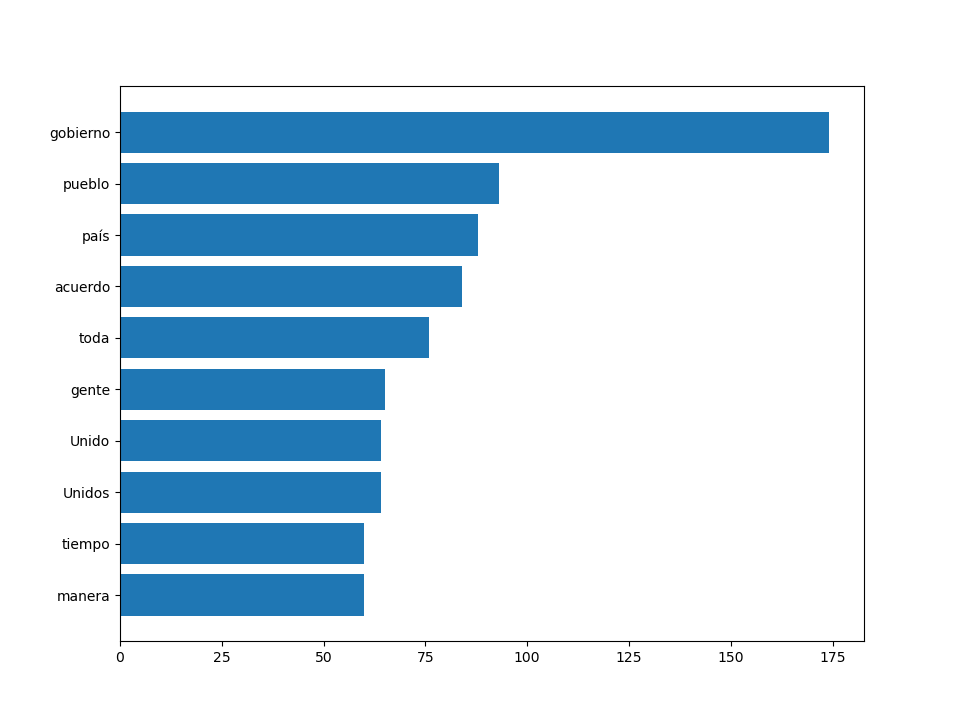 gobierno
pueblo
país
acuerdo
toda
gente
Unido
Unidos
tiempo
manera
0 25 50 75 100 125 150 175